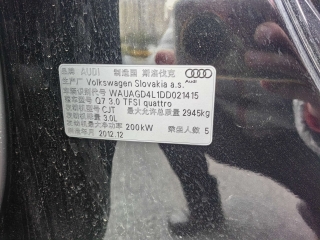 品牌 AUDI 制造国 斯洛伐克
生产厂 Volkswagen Slovakia a.s.
车辆识别代号 WAUAGD4L1DD021415
整车型号 Q7 3.0 TFSI quattro
发动机型号 CJT 最大允许总质量 2945kg
发动机排量 3.0L
发动机最大净功率 200kW 乘坐人数 5
制造年月 2012.12
Audi